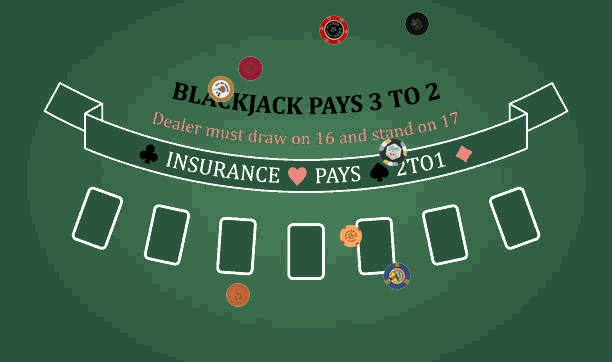 BLACKJACK PAYS 3 TO 2
Dealer must draw on 16 and stand on 17
INSURANCE PAYS 2TO1